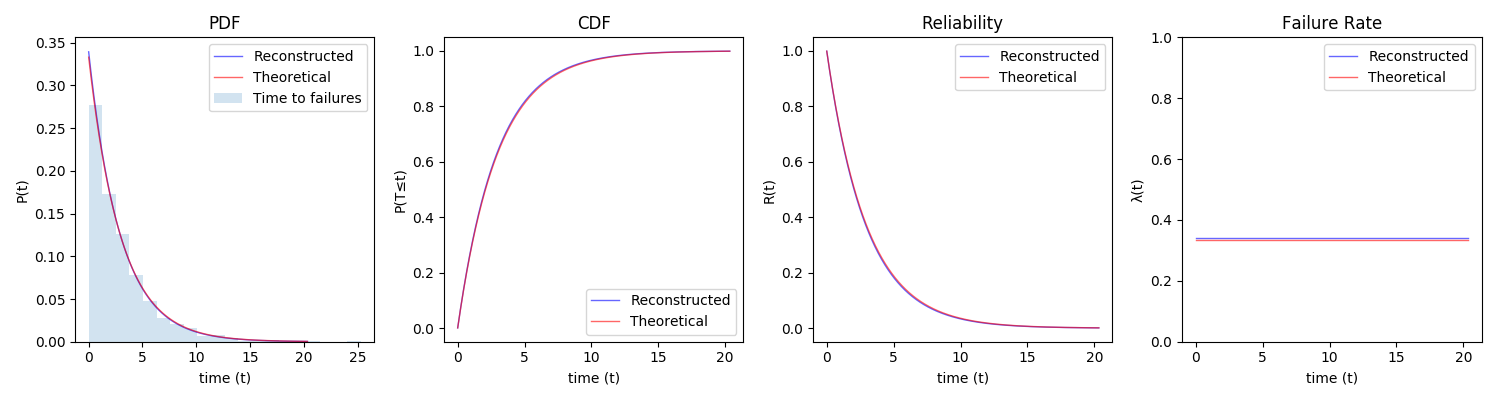 PDF
P(t)
0.35
0.30
0.25
0.20
0.15
0.10
0.05
0.00
0 5 10 15 20 25
time (t)
Reconstructed
Theoretical
Time to failures
CDF
P(T≤t)
1.0
0.8
0.6
0.4
0.2
0.0
0 5 10 15 20
time (t)
Reconstructed
Theoretical
Reliability
R(t)
1.0
0.8
0.6
0.4
0.2
0.0
0 5 10 15 20
time (t)
Reconstructed
Theoretical
Failure Rate
λ(t)
1.0
0.8
0.6
0.4
0.2
0.0
0 5 10 15 20
time (t)
Reconstructed
Theoretical